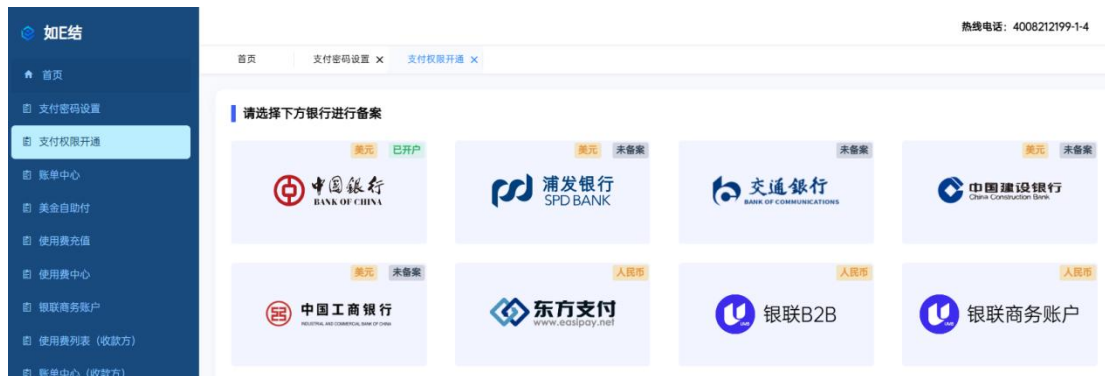 如E结
热线电话：4008212199-1-4
首页
支付密码设置 ×
支付权限开通 ×
首页
支付密码设置
支付权限开通
账单中心
美金自助付
使用费充值
使用费中心
银联商务账户
使用费列表（收款方）
账单中心（收款方）
请选择下方银行进行备案
美元 已开户
中国银行
BANK OF CHINA
美元 未备案
浦发银行
SPD BANK
未备案
交通银行
BANK OF COMMUNICATIONS
美元 未备案
中国建设银行
China Construction Bank
美元 未备案
中国工商银行
INDUSTRIAL AND COMMERCIAL BANK OF CHINA
人民币
东方支付
www.easipay.net
人民币
银联B2B
人民币
银联商务账户